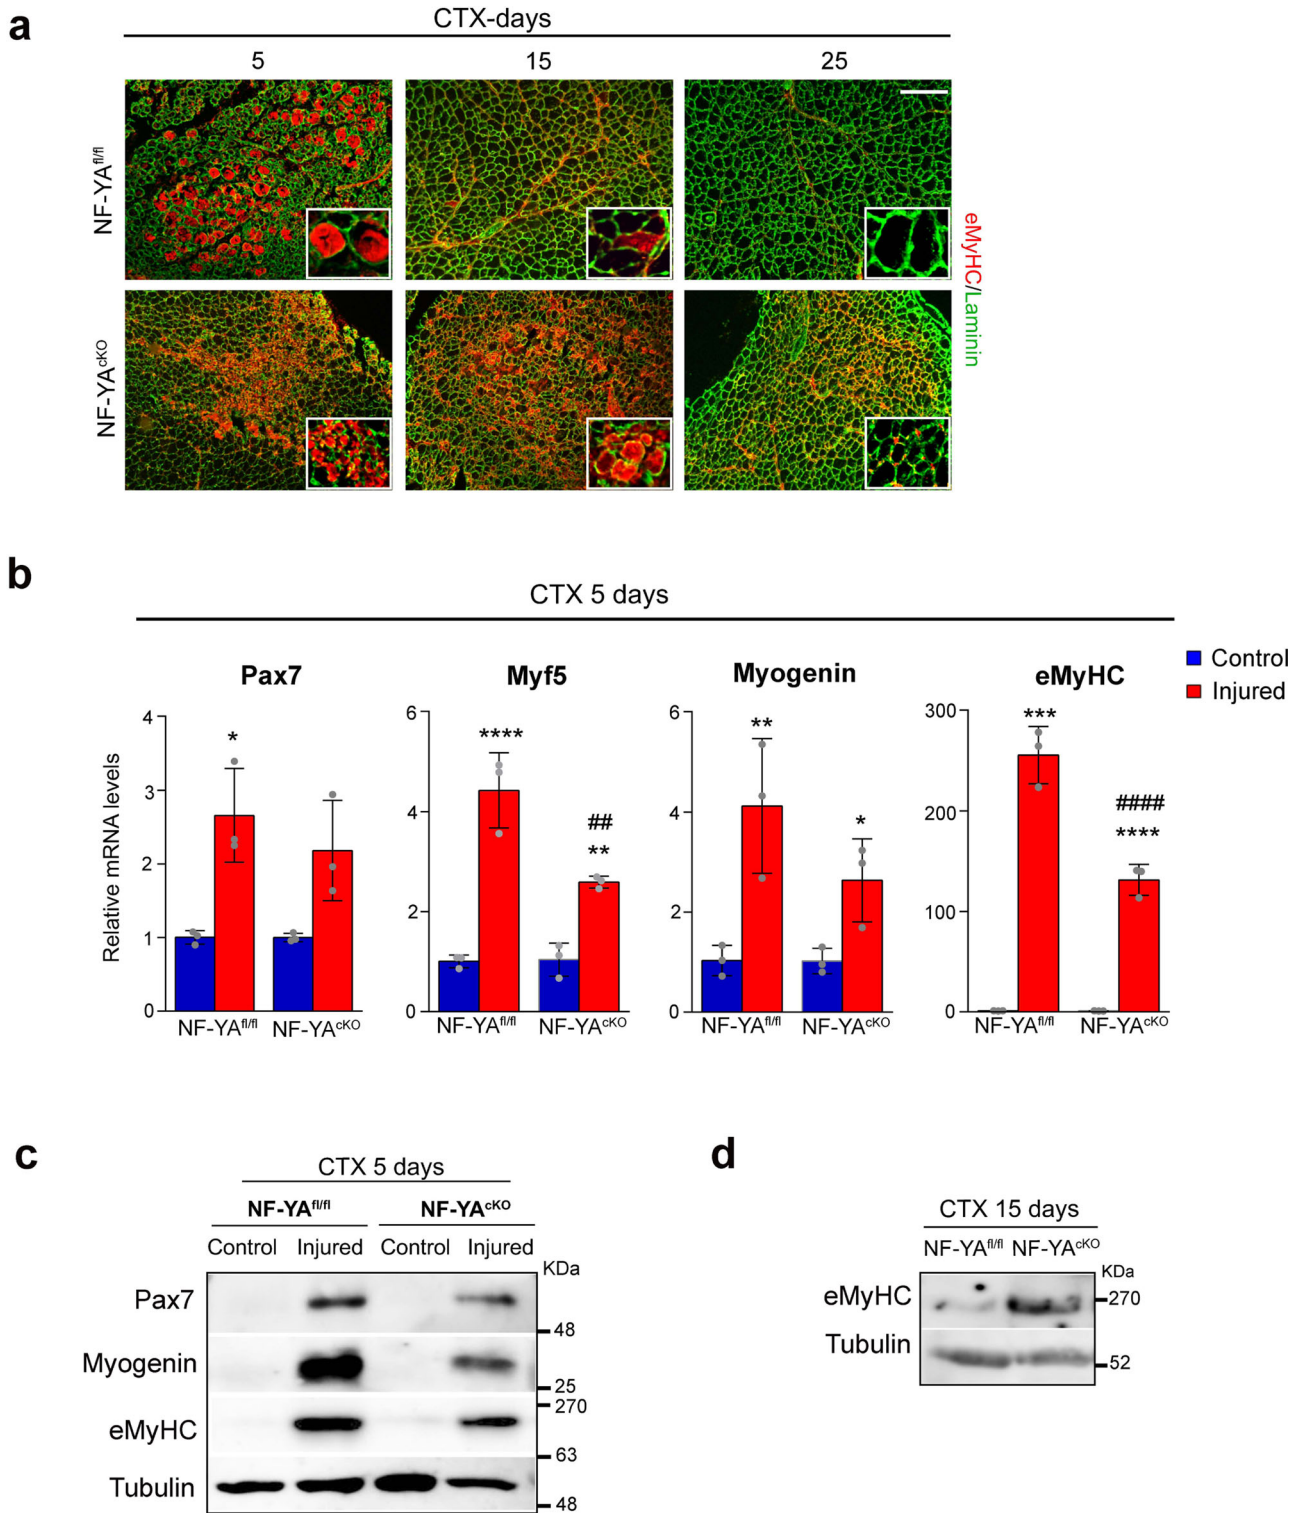 a
CTX-days
5 15 25
NF-YAfl/fl
NF-YAcKO
eMyHC/Laminin
b
CTX 5 days
Control
Injured
Pax7 Myf5 Myogenin eMyHC
Relative mRNA levels
4
3
2
1
0
*
NF-YAfl/fl NF-YAcKO
6
4
2
0
****
##
**
NF-YAfl/fl NF-YAcKO
6
4
2
0
**
*
NF-YAfl/fl NF-YAcKO
300
200
100
0
***
####
****
NF-YAfl/fl NF-YAcKO
c
CTX 5 days
NF-YAfl/fl NF-YAcKO
Control Injured Control Injured
KDa
Pax7
48
Myogenin
25
270
eMyHC
63
Tubulin
48
d
CTX 15 days
NF-YAfl/fl NF-YAcKO
KDa
eMyHC 270
Tubulin
52